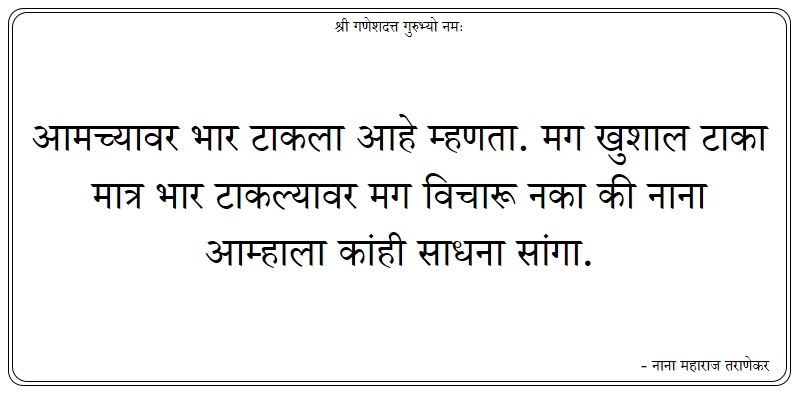 श्री गणेशदत्त गुरुभ्यो नमः
आमच्यावर भार टाकला आहे म्हणता. मग खुशाल टाका
मात्र भार टाकल्यावर मग विचारू नका की नाना
आम्हाला कांही साधना सांगा.
- नाना महाराज तराणेकर